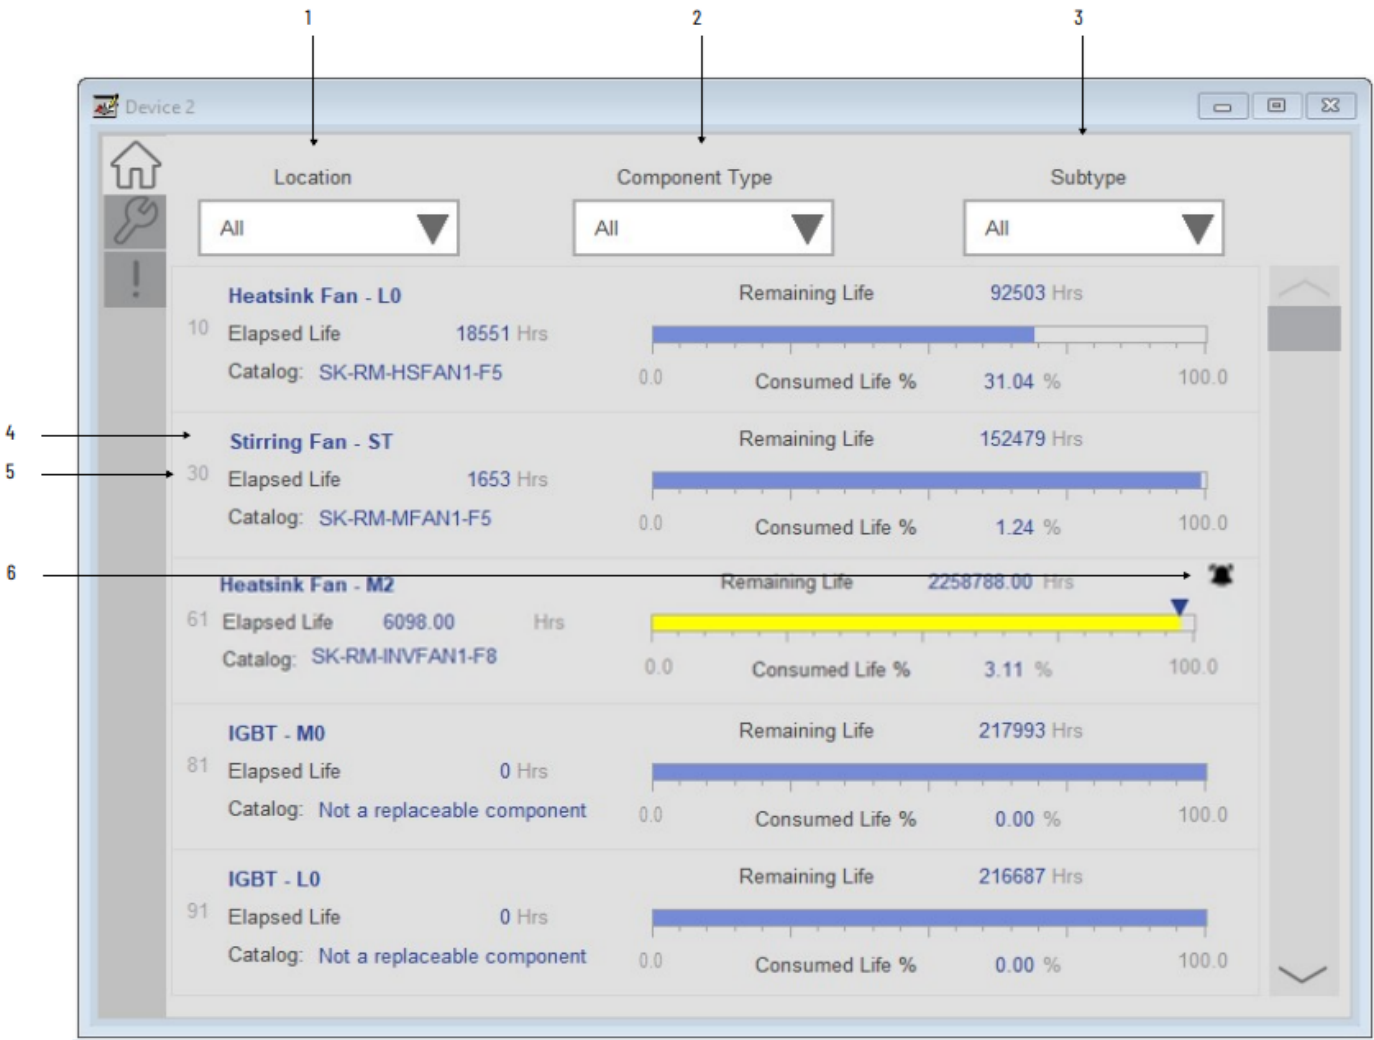 1 2 3
Device 2
Location Component Type Subtype
All All All
Heatsink Fan - L0 Remaining Life 92503 Hrs
10 Elapsed Life 18551 Hrs
Catalog: SK-RM-HSFAN1-F5 0.0 Consumed Life % 31.04 % 100.0
4 Stirring Fan - ST Remaining Life 152479 Hrs
5 30 Elapsed Life 1653 Hrs
Catalog: SK-RM-MFAN1-F5 0.0 Consumed Life % 1.24 % 100.0
6 Heatsink Fan - M2 Remaining Life 2258788.00 Hrs
61 Elapsed Life 6098.00 Hrs
Catalog: SK-RM-INVFAN1-F8 0.0 Consumed Life % 3.11 % 100.0
IGBT - M0 Remaining Life 217993 Hrs
81 Elapsed Life 0 Hrs
Catalog: Not a replaceable component 0.0 Consumed Life % 0.00 % 100.0
IGBT - L0 Remaining Life 216687 Hrs
91 Elapsed Life 0 Hrs
Catalog: Not a replaceable component 0.0 Consumed Life % 0.00 % 100.0